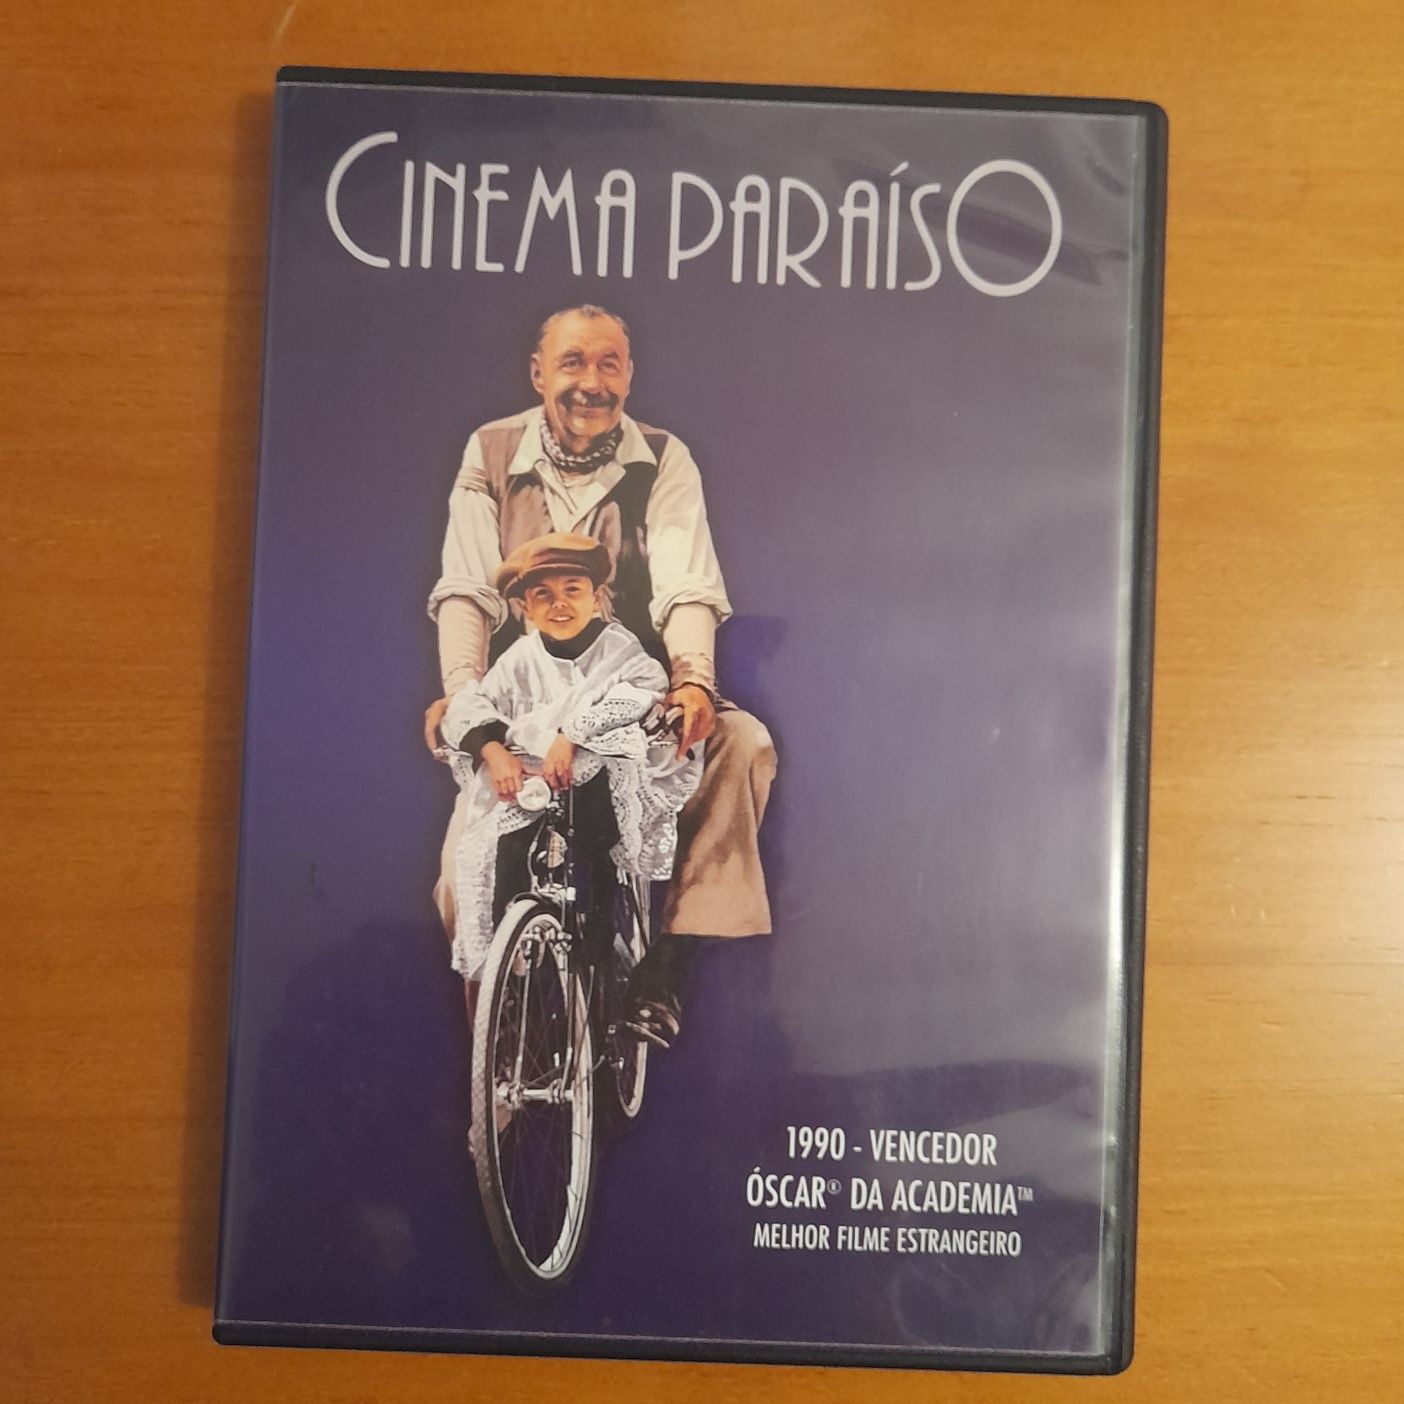 CINEMA PARAÍSO
1990 - VENCEDOR
ÓSCAR® DA ACADEMIA™
MELHOR FILME ESTRANGEIRO